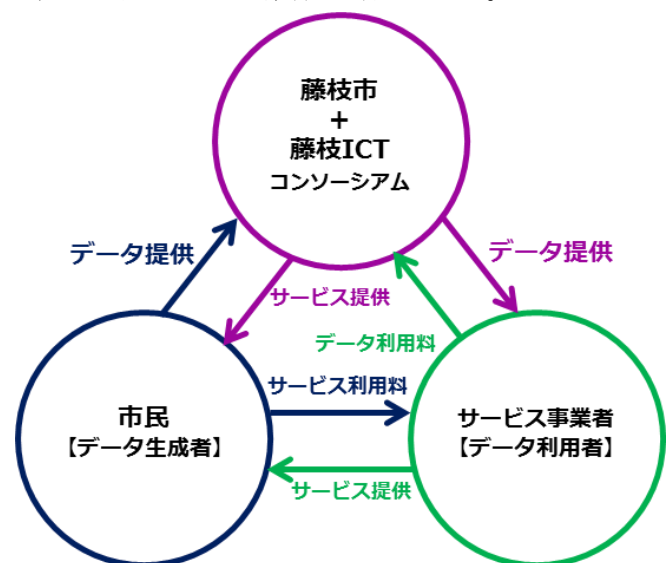 藤枝市
+
藤枝ICT
コンソーシアム
データ提供
データ提供
サービス提供
データ利用料
サービス利用料
市民
【データ生成者】
サービス事業者
【データ利用者】
サービス提供